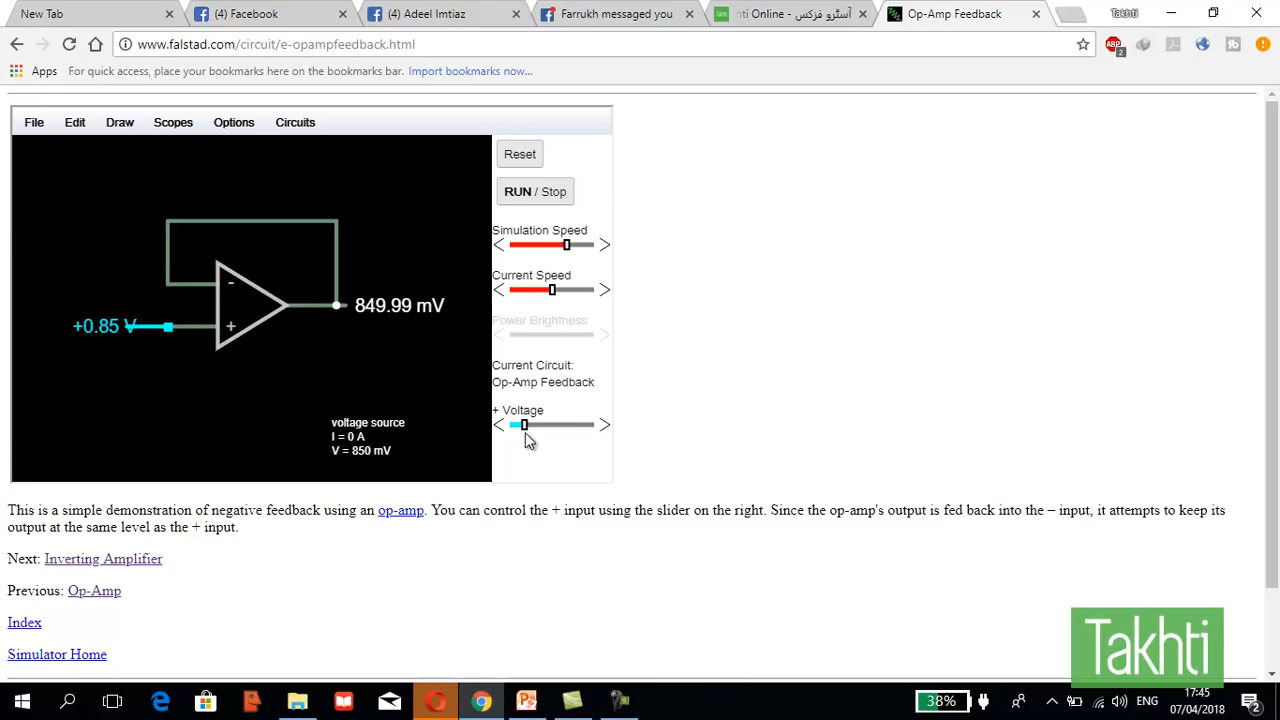 New Tab
(4) Facebook
(4) Adeel Imtiaz
Farrukh messaged you
آسٹرو فزکس - nti Online
Op-Amp Feedback
Takhti
www.falstad.com/circuit/e-opampfeedback.html
ABP
2
Apps
For quick access, place your bookmarks here on the bookmarks bar. Import bookmarks now...
File Edit Draw Scopes Options Circuits
Reset
RUN / Stop
Simulation Speed
Current Speed
Power Brightness
Current Circuit:
Op-Amp Feedback
+ Voltage
-
+
849.99 mV
+0.85 V
voltage source
I = 0 A
V = 850 mV
This is a simple demonstration of negative feedback using an op-amp. You can control the + input using the slider on the right. Since the op-amp's output is fed back into the – input, it attempts to keep its
output at the same level as the + input.
Next: Inverting Amplifier
Previous: Op-Amp
Index
Simulator Home
Takhti
38%
ENG
17:45
07/04/2018
2